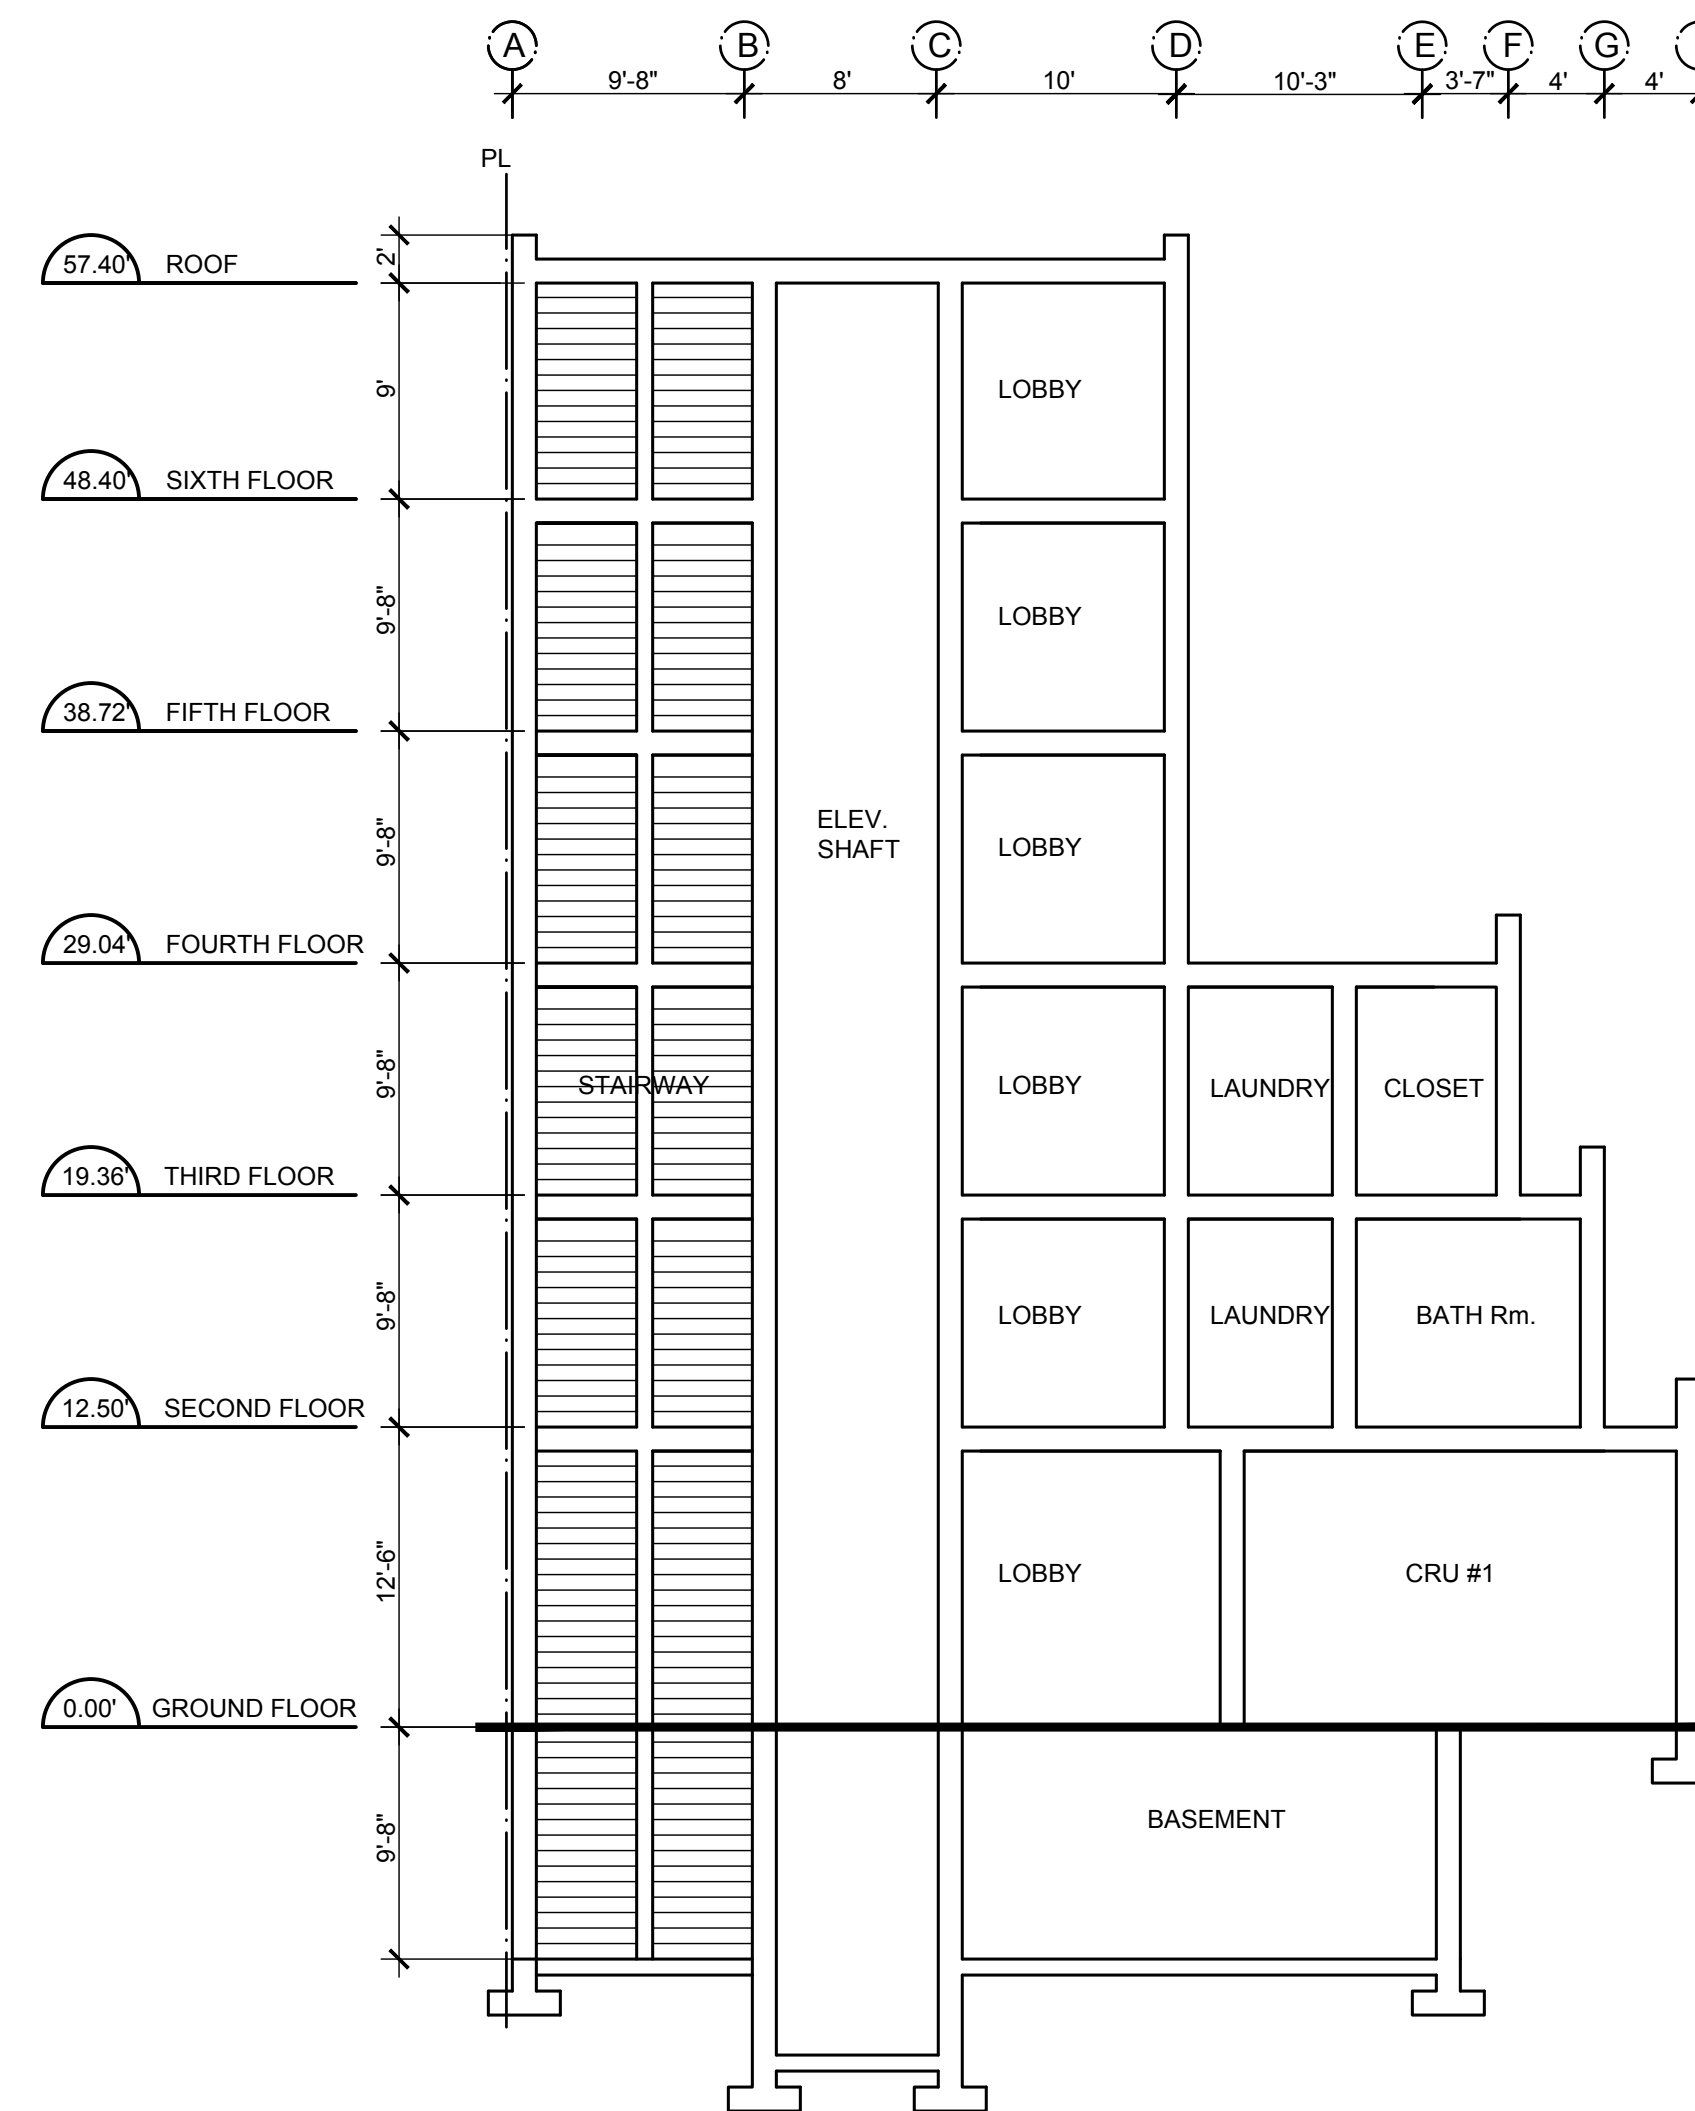 A B C D E F G
9'-8" 8' 10' 10'-3" 3'-7" 4' 4'
PL
2'
57.40' ROOF
9'
LOBBY
48.40' SIXTH FLOOR
9'-8"
LOBBY
38.72' FIFTH FLOOR
9'-8"
ELEV.
SHAFT
LOBBY
29.04' FOURTH FLOOR
9'-8"
STAIRWAY
LOBBY
LAUNDRY
CLOSET
19.36' THIRD FLOOR
9'-8"
LOBBY
LAUNDRY
BATH Rm.
12.50' SECOND FLOOR
12'-6"
LOBBY
CRU #1
0.00' GROUND FLOOR
9'-8"
BASEMENT